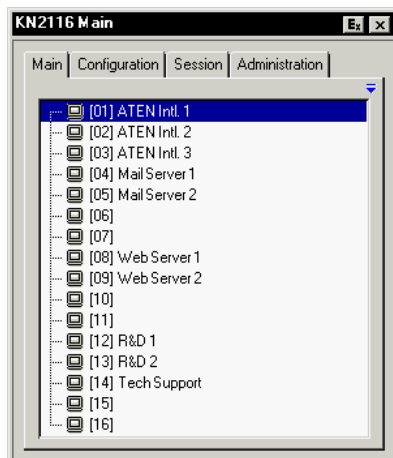 KN2116 Main
Ex
Main Configuration Session Administration
[01] ATEN Intl. 1
[02] ATEN Intl. 2
[03] ATEN Intl. 3
[04] Mail Server 1
[05] Mail Server 2
[06]
[07]
[08] Web Server 1
[09] Web Server 2
[10]
[11]
[12] R&D 1
[13] R&D 2
[14] Tech Support
[15]
[16]